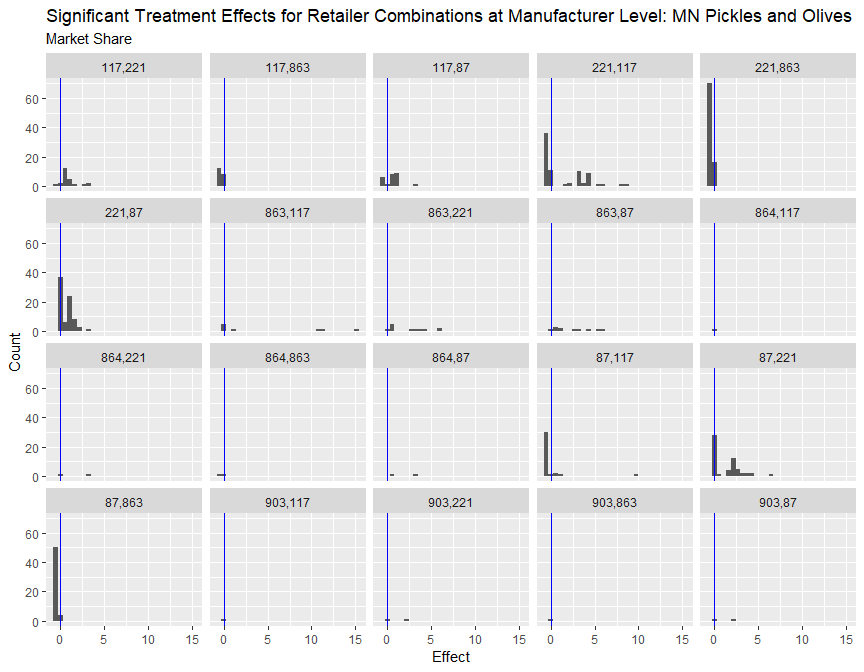 Significant Treatment Effects for Retailer Combinations at Manufacturer Level: MN Pickles and Olives
Market Share
117,221 117,863 117,87 221,117 221,863
60
40
20
0
221,87 863,117 863,221 863,87 864,117
60
40
20
0
Count
864,221 864,863 864,87 87,117 87,221
60
40
20
0
87,863 903,117 903,221 903,863 903,87
60
40
20
0
0 5 10 15 0 5 10 15 0 5 10 15 0 5 10 15 0 5 10 15
Effect